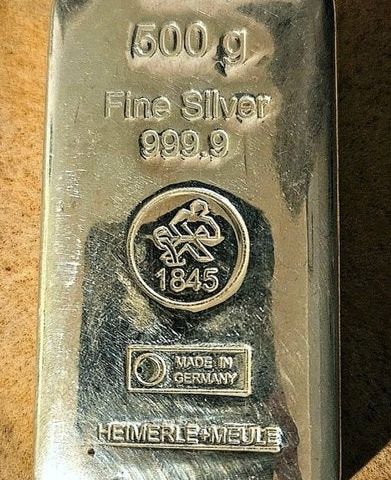 500 g
Fine Silver
999.9
1845
MADE IN
GERMANY
HEIMERLE+MEULE